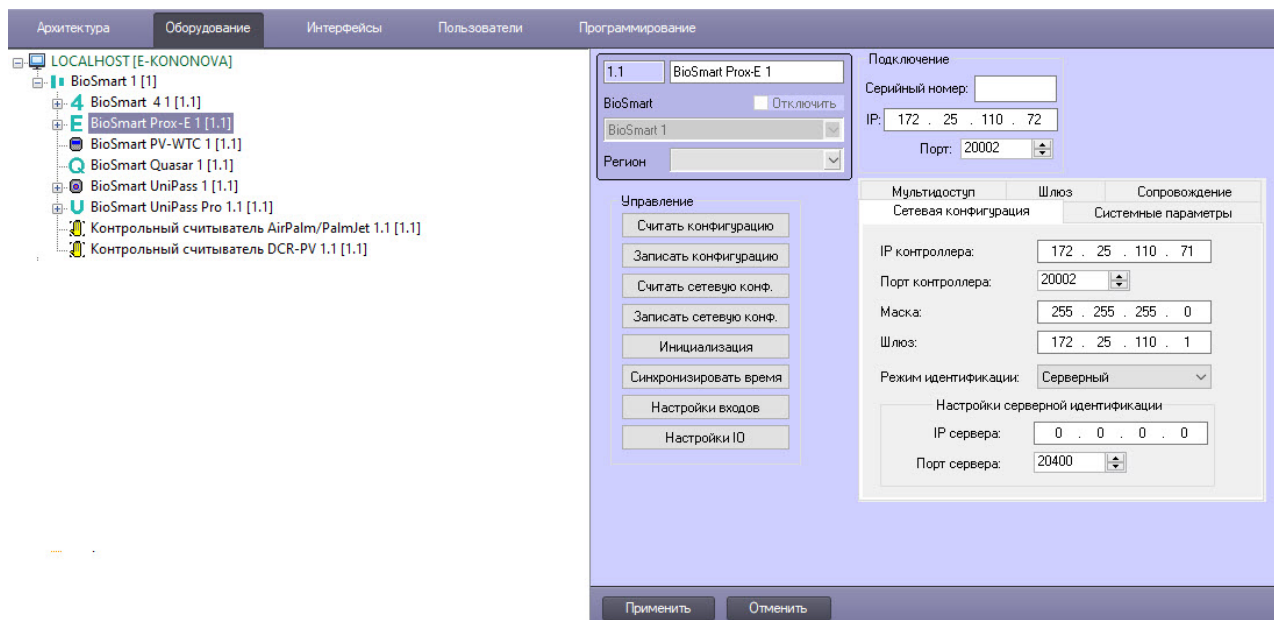 Архитектура Оборудование Интерфейсы Пользователи Программирование
LOCALHOST [E-KONONOVA]
BioSmart 1 [1]
4 BioSmart 4 1 [1.1]
E BioSmart Prox-E 1 [1.1]
BioSmart PV-WTC 1 [1.1]
BioSmart Quasar 1 [1.1]
BioSmart UniPass 1 [1.1]
U BioSmart UniPass Pro 1.1 [1.1]
Контрольный считыватель AirPalm/PalmJet 1.1 [1.1]
Контрольный считыватель DCR-PV 1.1 [1.1]
1.1 BioSmart Prox-E 1
BioSmart Отключить
BioSmart 1
Регион
Управление
Считать конфигурацию
Записать конфигурацию
Считать сетевую конф.
Записать сетевую конф.
Инициализация
Синхронизировать время
Настройки входов
Настройки IO
Подключение
Серийный номер:
IP: 172 . 25 . 110 . 72
Порт: 20002
Мультидоступ Шлюз Сопровождение
Сетевая конфигурация Системные параметры
IP контроллера: 172 . 25 . 110 . 71
Порт контроллера: 20002
Маска: 255 . 255 . 255 . 0
Шлюз: 172 . 25 . 110 . 1
Режим идентификации: Серверный
Настройки серверной идентификации
IP сервера: 0 . 0 . 0 . 0
Порт сервера: 20400
Применить Отменить